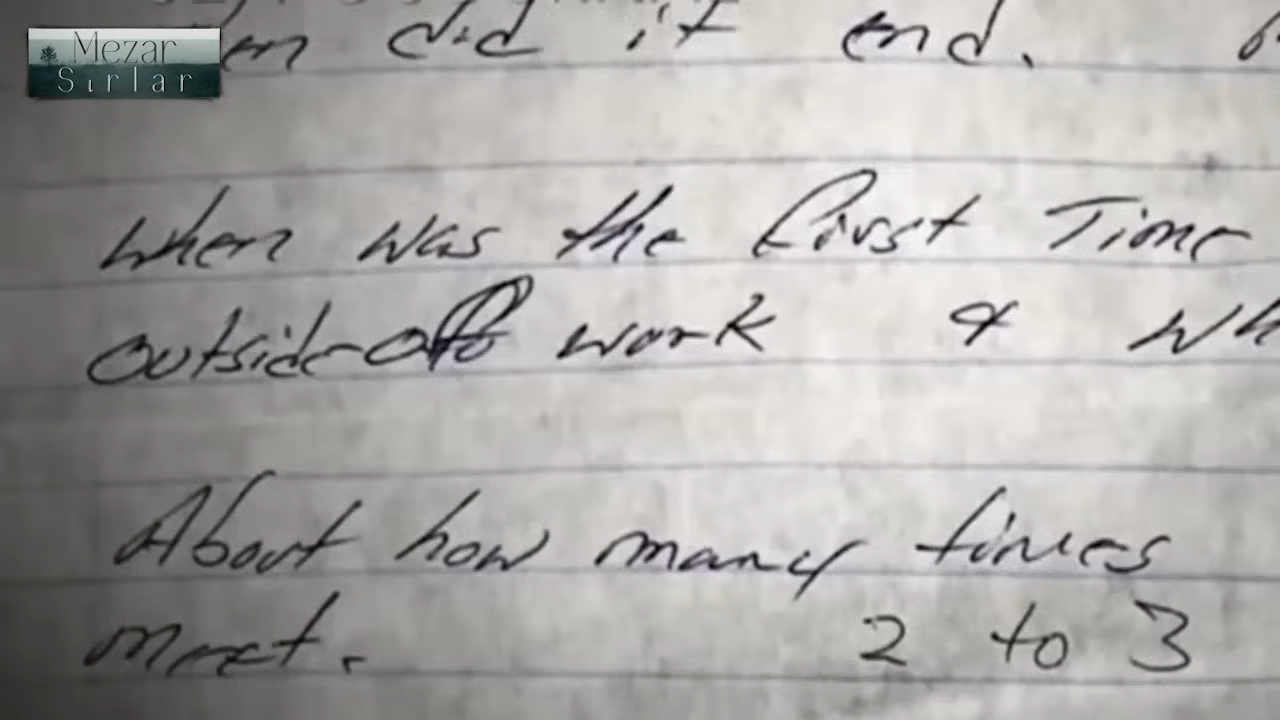 Mezar
Sırlar
did it end.
When was the first Time
outside of work & Wh
About how many times
meet. 2 to 3